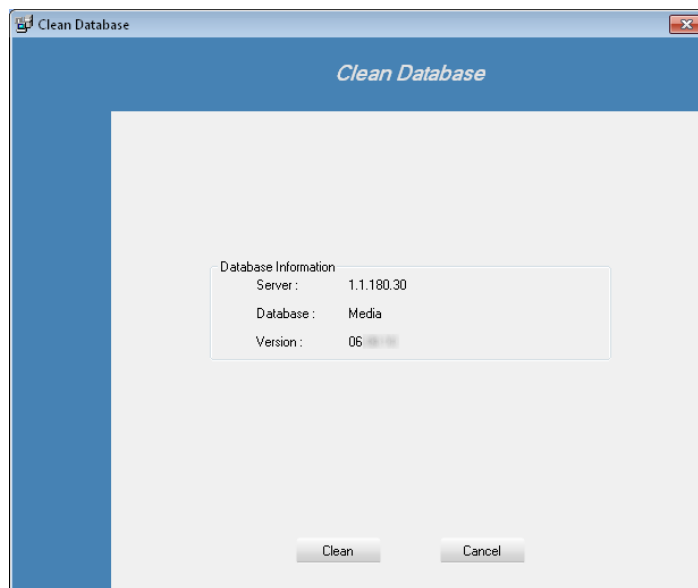 Clean Database
Clean Database
Database Information
Server : 1.1.180.30
Database : Media
Version : 06
Clean Cancel